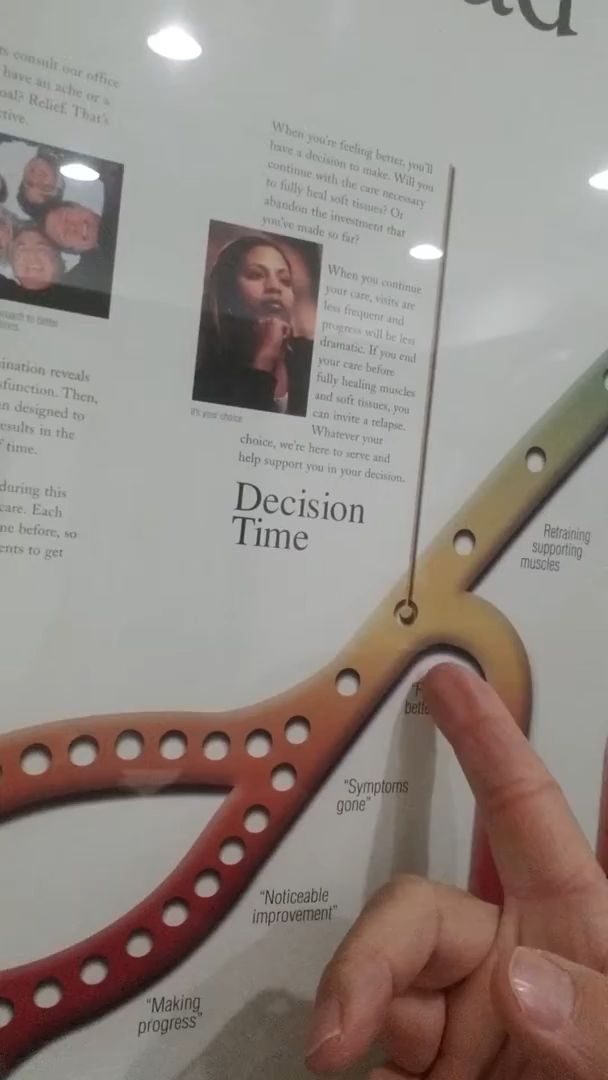 consult our office
have an ache or a
Relief. That's
When you're feeling better, you'll
have a decision to make. Will you
continue with the care necessary
to fully heal soft tissues? Or
abandon the investment that
you've made so far?
When you continue
your care, visits are
less frequent and
progress will be less
dramatic. If you end
your care before
fully healing muscles
and soft tissues, you
can invite a relapse.
Whatever your
choice, we're here to serve and
help support you in your decision.
It's your choice.
to better
reveals
Then,
designed to
in the
time.
during this
care. Each
before, so
to get
Decision
Time
Retraining
supporting
muscles
"Symptoms
gone"
"Noticeable
improvement"
"Making
progress"